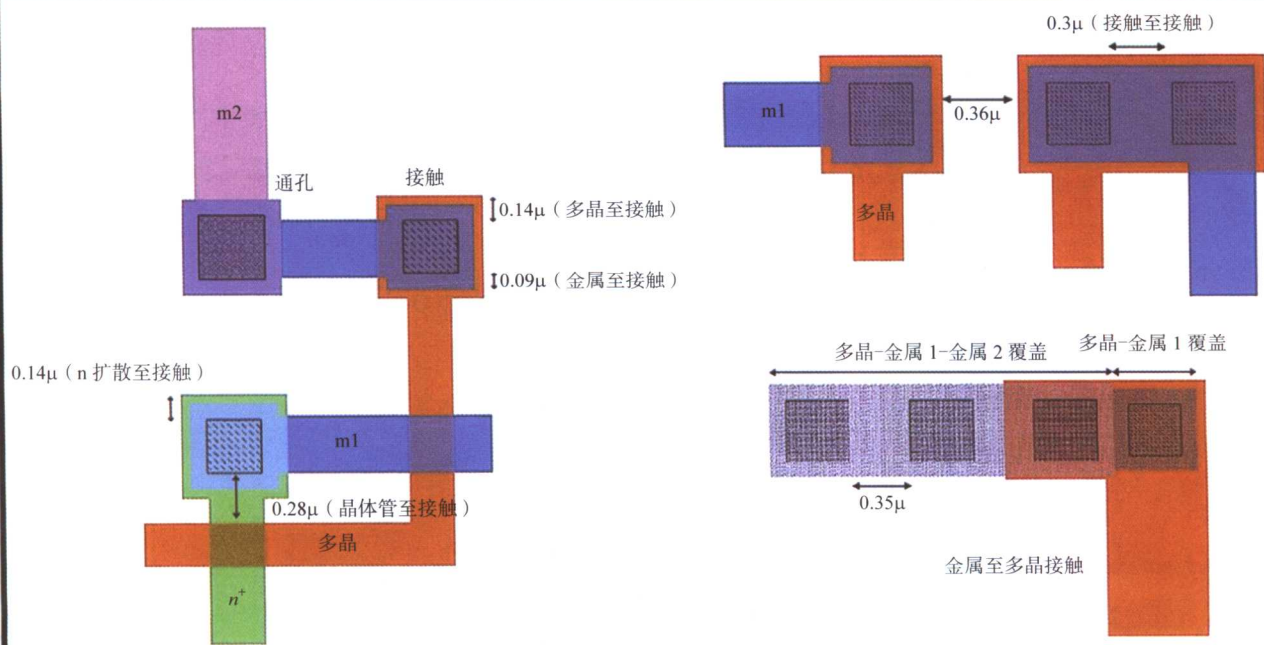 m2
通孔
接触
0.14μ（多晶至接触）
0.09μ（金属至接触）
0.14μ（n 扩散至接触）
m1
0.28μ（晶体管至接触）
多晶
n⁺
0.3μ（接触至接触）
m1
0.36μ
多晶
多晶-金属 1-金属 2 覆盖
多晶-金属 1 覆盖
0.35μ
金属至多晶接触